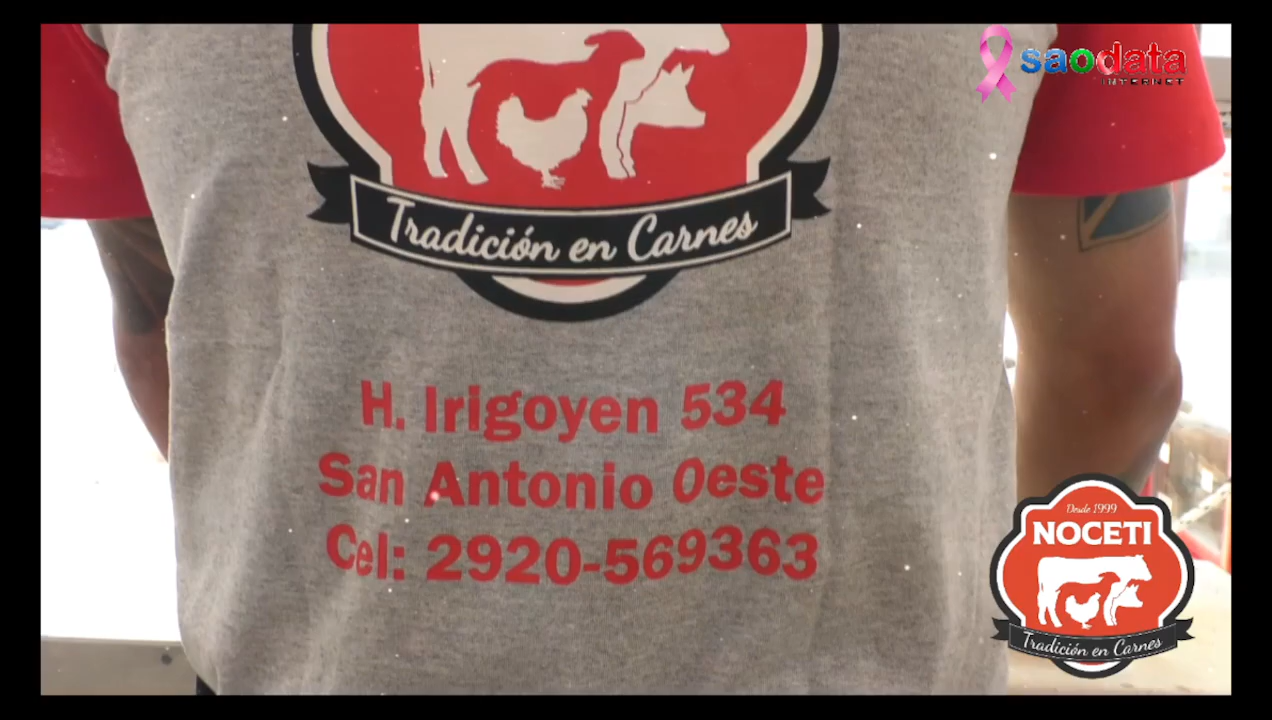 saodata
INTERNET
Tradición en Carnes
H. Irigoyen 534
San Antonio Oeste
Cel: 2920-569363
Desde 1999
NOCETI
Tradición en Carnes